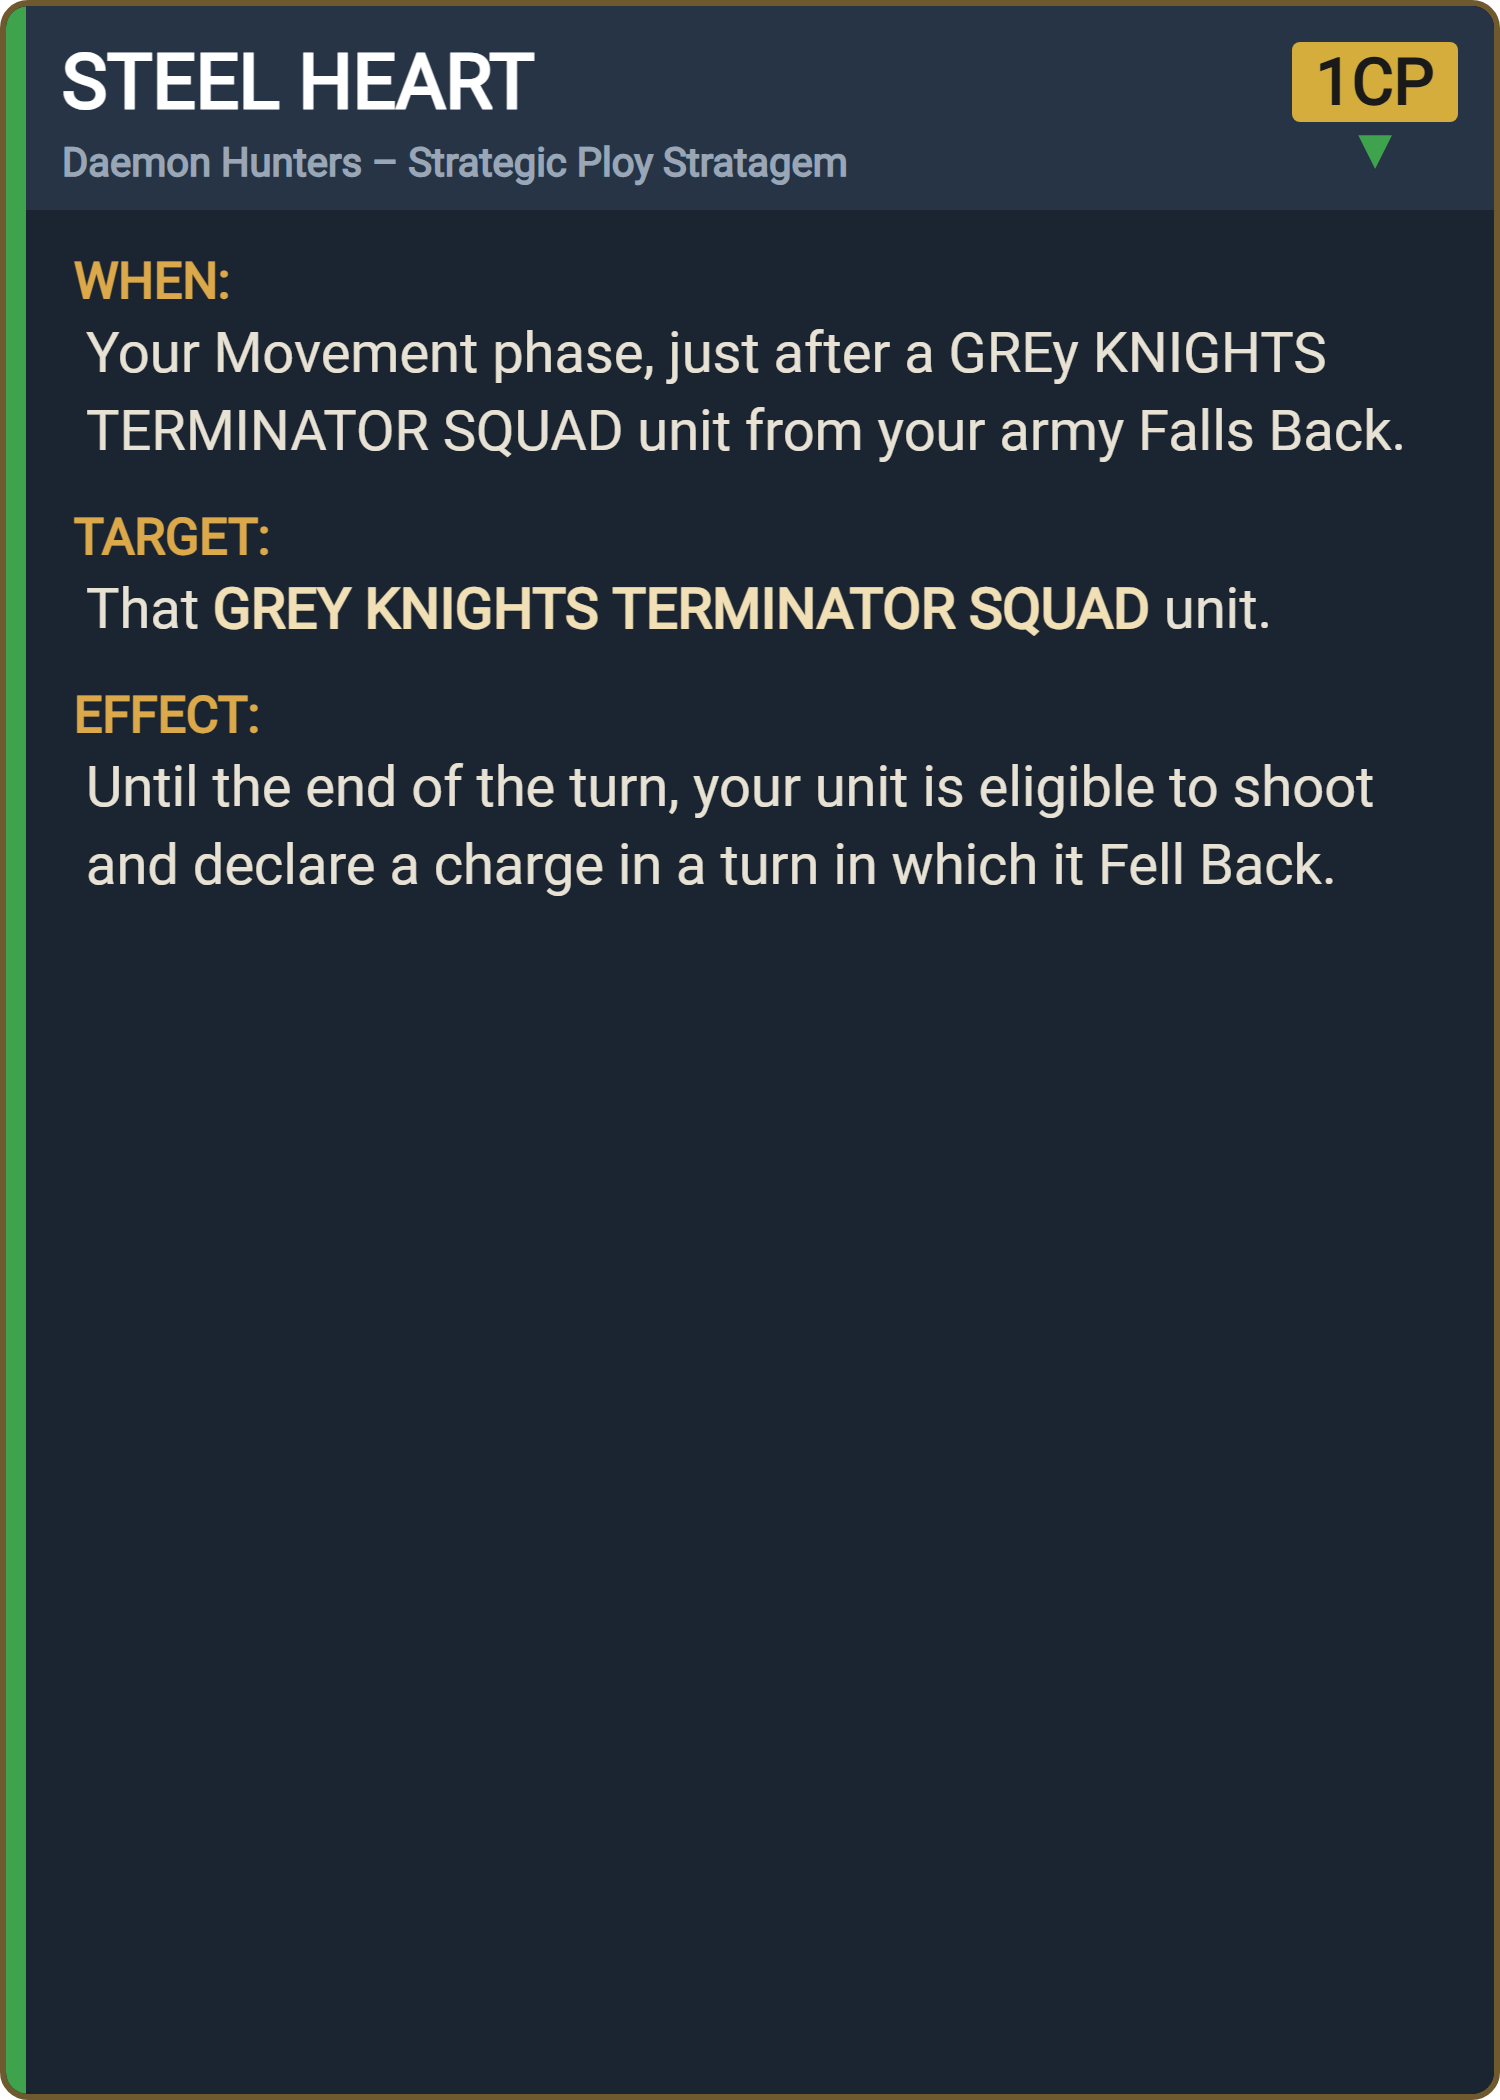 STEEL HEART
1CP
Daemon Hunters – Strategic Ploy Stratagem
WHEN:
Your Movement phase, just after a GREy KNIGHTS
TERMINATOR SQUAD unit from your army Falls Back.
TARGET:
That GREY KNIGHTS TERMINATOR SQUAD unit.
EFFECT:
Until the end of the turn, your unit is eligible to shoot
and declare a charge in a turn in which it Fell Back.